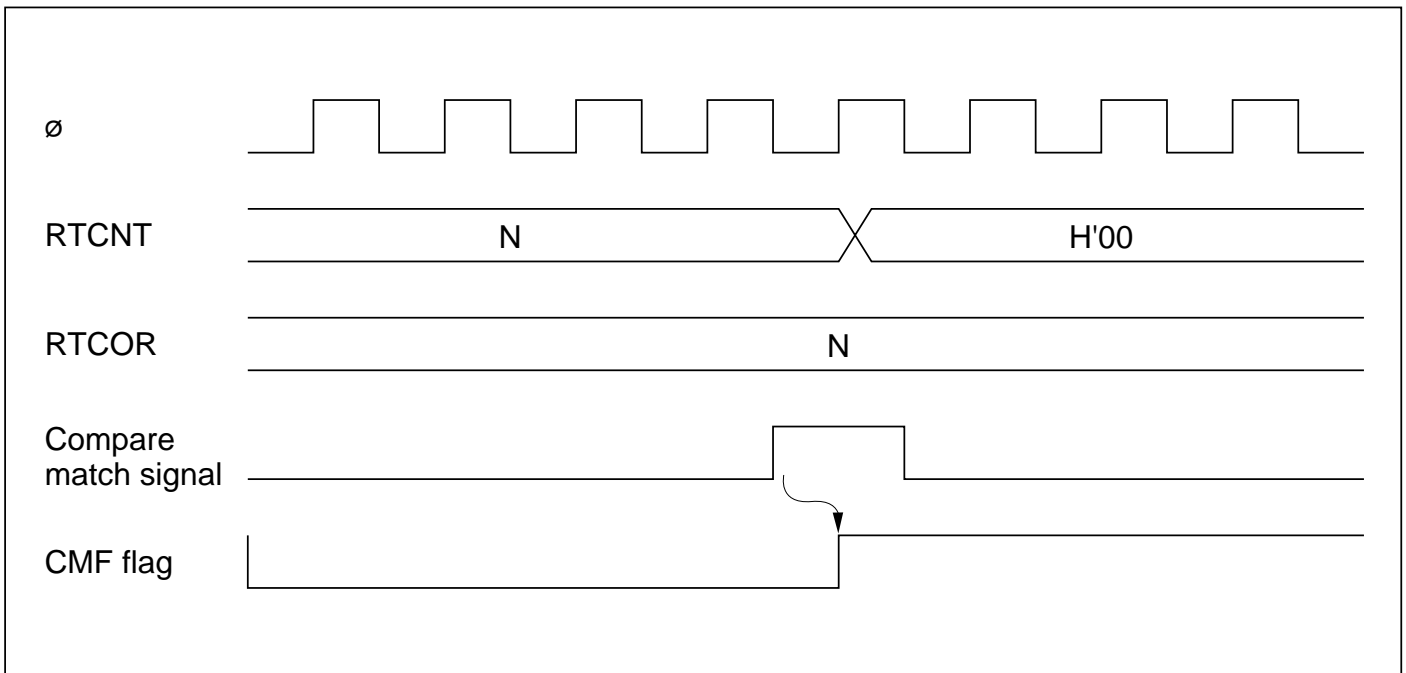 ø
RTCNT
N
H'00
RTCOR
N
Compare
match signal
CMF flag